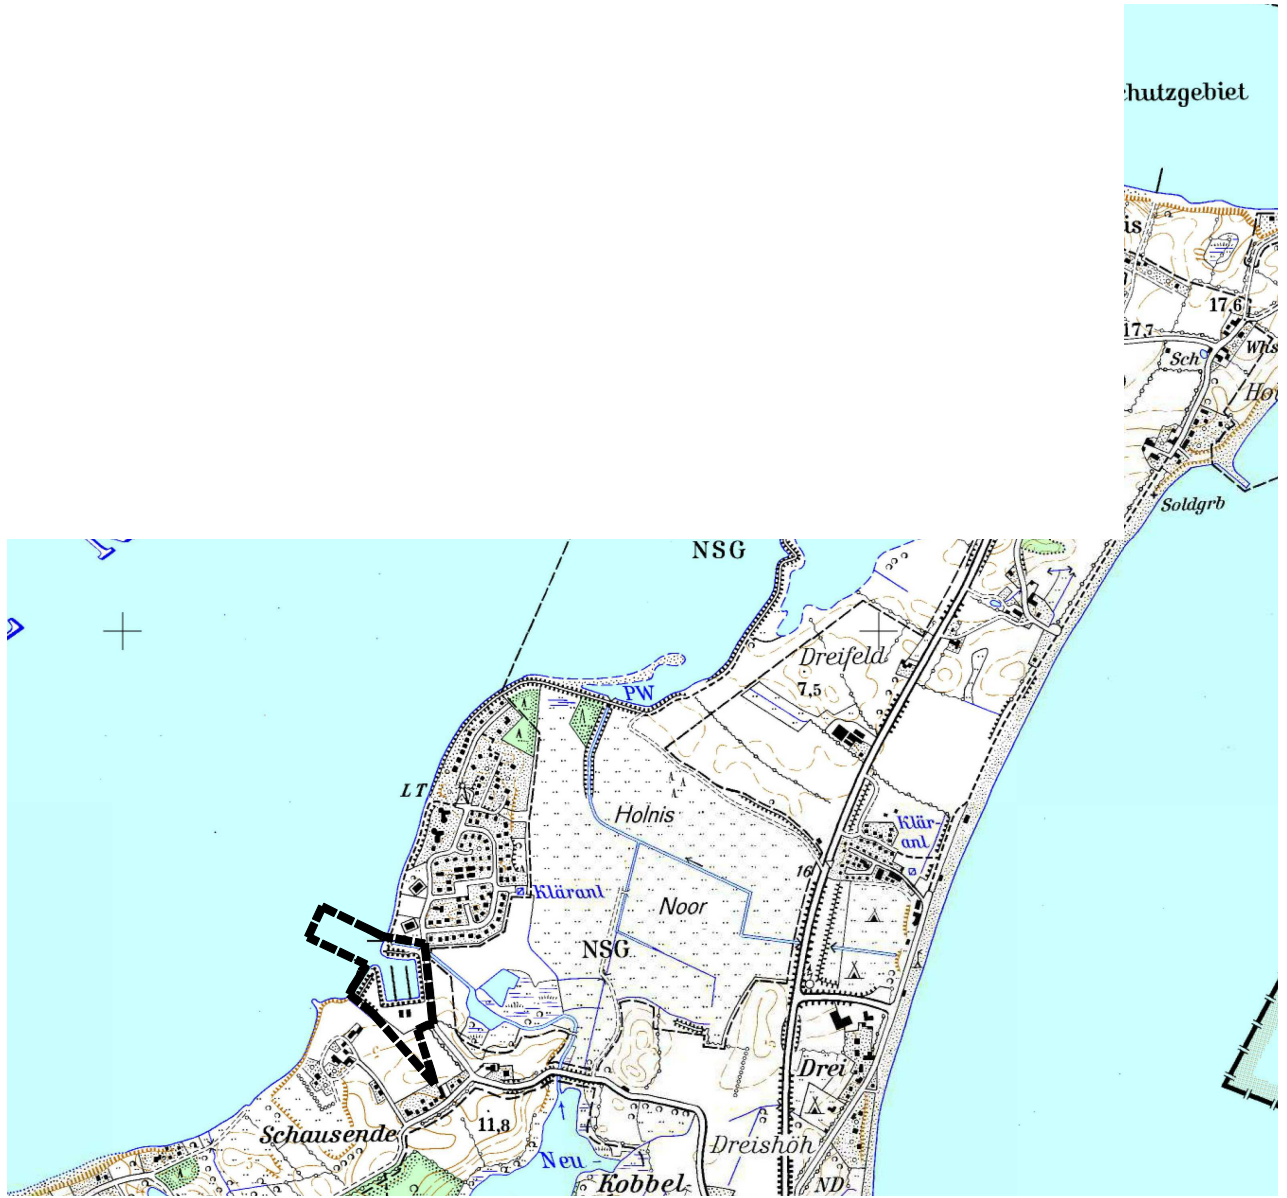 chutzgebiet
is
17,6
17,7
Sch
Whs
Soldgrb
NSG
Dreifeld
7,5
PW
LT
Holnis
Klär-
anl
16
Kläranl
Noor
NSG
Drei
Schausende
11,8
Dreishöh
Neu -
Kobbel-
ND